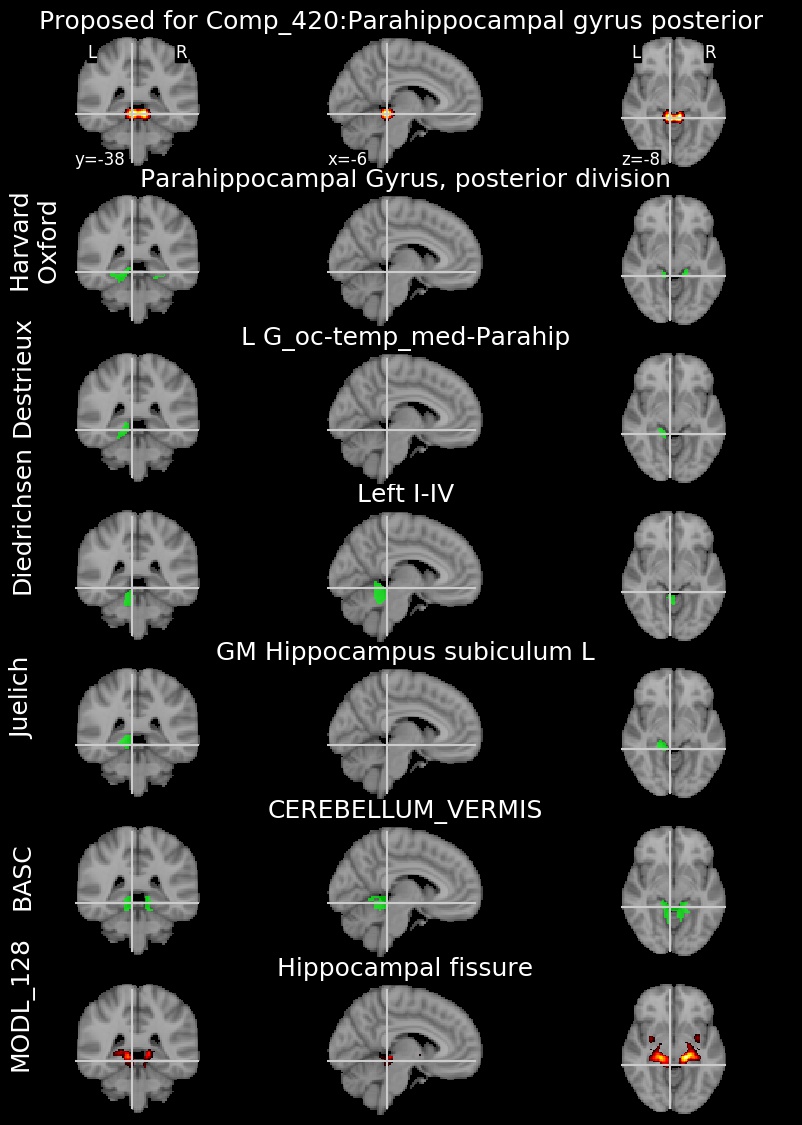 Proposed for Comp_420:Parahippocampal gyrus posterior
L R
L R
y=-38
x=-6
z=-8
Parahippocampal Gyrus, posterior division
Harvard
Oxford
L G_oc-temp_med-Parahip
Destrieux
Left I-IV
Diedrichsen
GM Hippocampus subiculum L
Juelich
CEREBELLUM_VERMIS
BASC
Hippocampal fissure
MODL_128